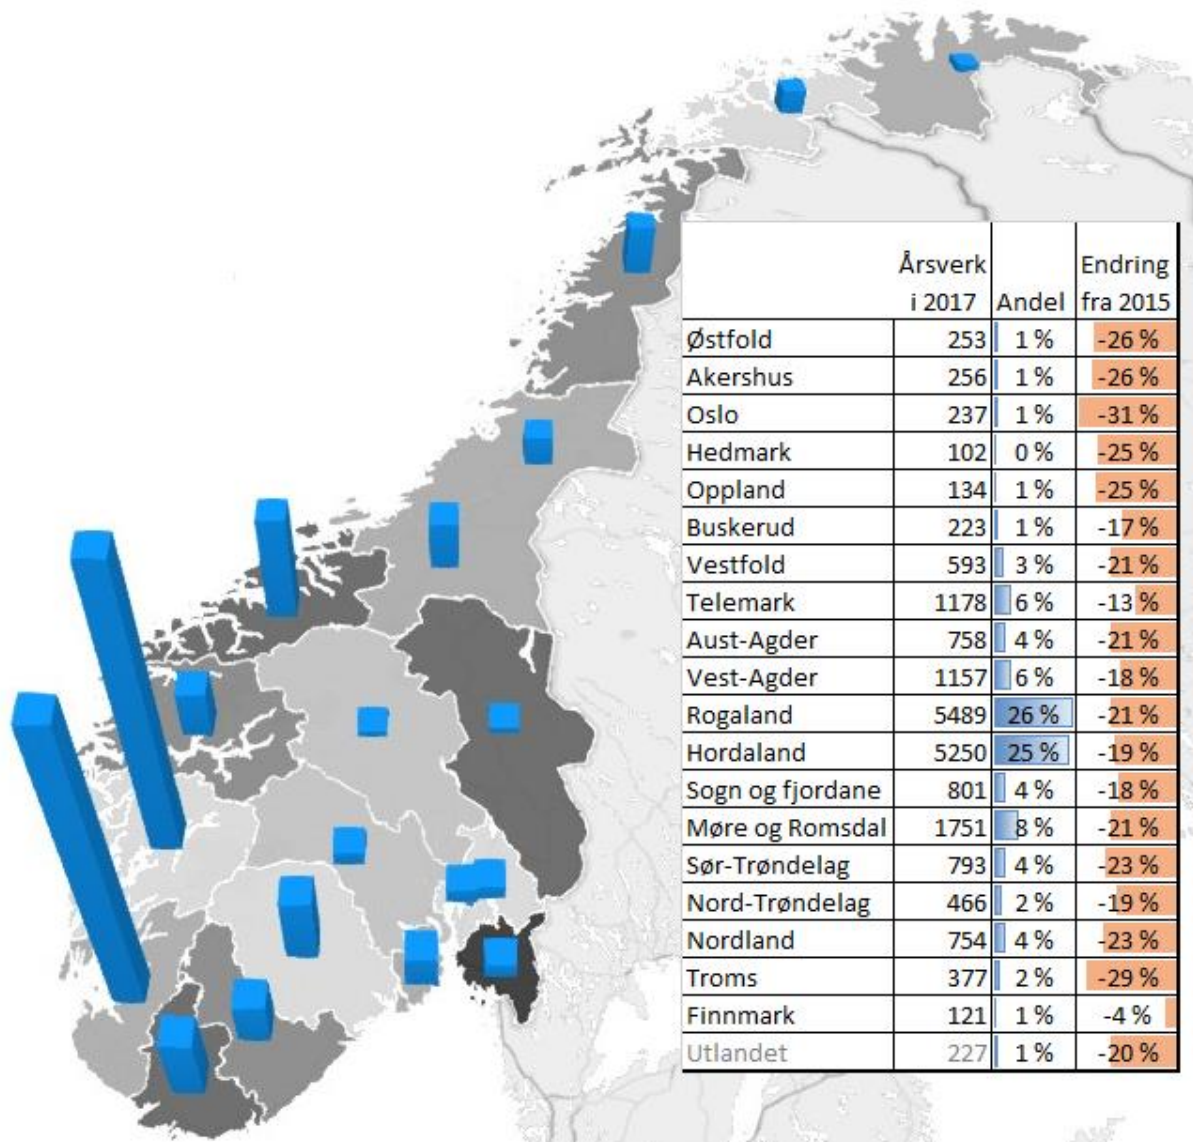 Årsverk Endring
i 2017 Andel fra 2015
Østfold 253 1 % -26 %
Akershus 256 1 % -26 %
Oslo 237 1 % -31 %
Hedmark 102 0 % -25 %
Oppland 134 1 % -25 %
Buskerud 223 1 % -17 %
Vestfold 593 3 % -21 %
Telemark 1178 6 % -13 %
Aust-Agder 758 4 % -21 %
Vest-Agder 1157 6 % -18 %
Rogaland 5489 26 % -21 %
Hordaland 5250 25 % -19 %
Sogn og fjordane 801 4 % -18 %
Møre og Romsdal 1751 8 % -21 %
Sør-Trøndelag 793 4 % -23 %
Nord-Trøndelag 466 2 % -19 %
Nordland 754 4 % -23 %
Troms 377 2 % -29 %
Finnmark 121 1 % -4 %
Utlandet 227 1 % -20 %